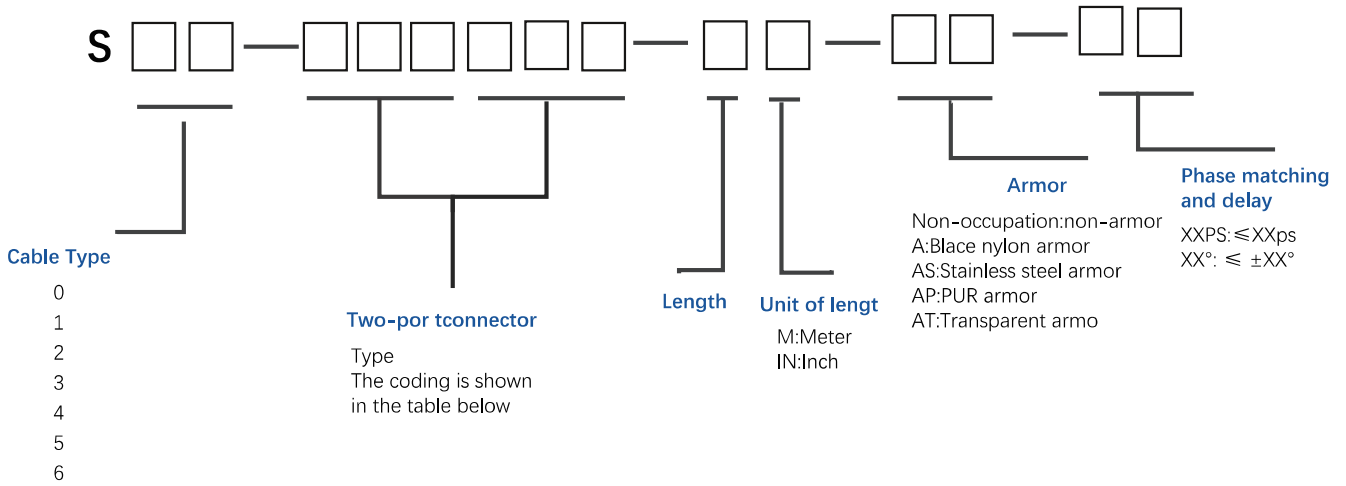 S
Cable Type
0
1
2
3
4
5
6
Two-por tconnector
Type
The coding is shown
in the table below
Length
Unit of lengt
M:Meter
IN:Inch
Armor
Non-occupation:non-armor
A:Blace nylon armor
AS:Stainless steel armor
AP:PUR armor
AT:Transparent armo
Phase matching
and delay
XXPS:≤XXps
XX°: ≤ ±XX°